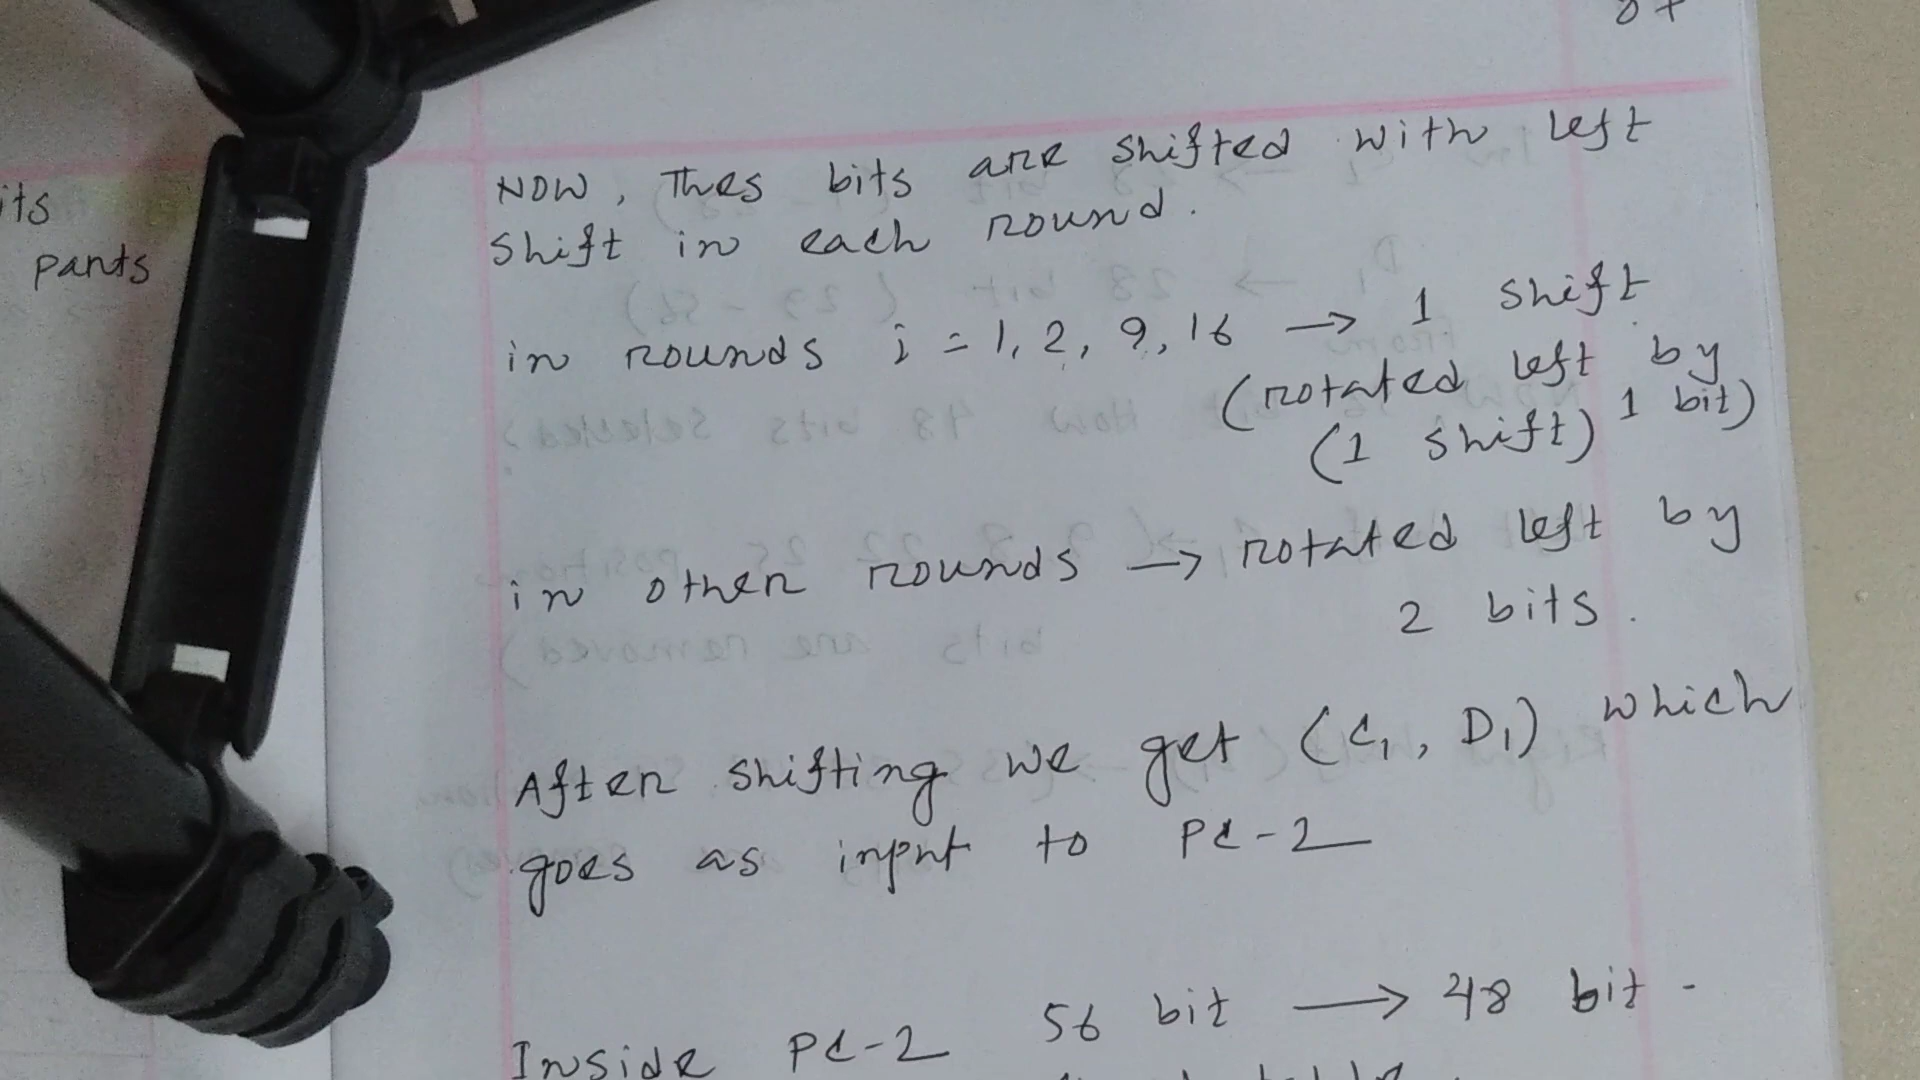 its
parts
NOW, Thes bits are shifted with left
shift in each round.
in rounds i = 1, 2, 9, 16 → 1 shift
(rotated left by
1 bit)
(1 shift)
in other rounds → rotated left by
2 bits.
After shifting we get (C₁, D₁) which
goes as input to PC-2
Inside PC-2 56 bit → 48 bit.